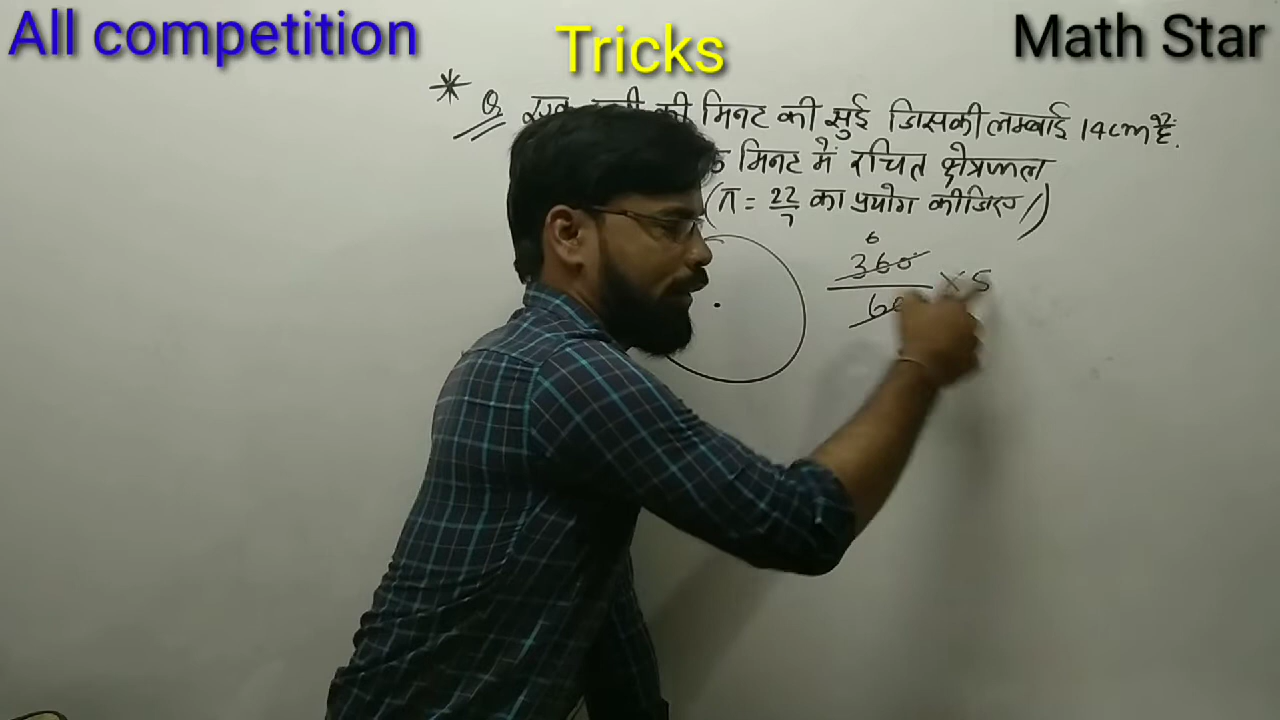 All competition
Tricks
Math Star
* Q की मिनट की सुई जिसकी लम्बाई 14cm है.
5 मिनट में रचित क्षेत्रफल
(π = 22/7 का प्रयोग कीजिए/)
6
360
60
×5